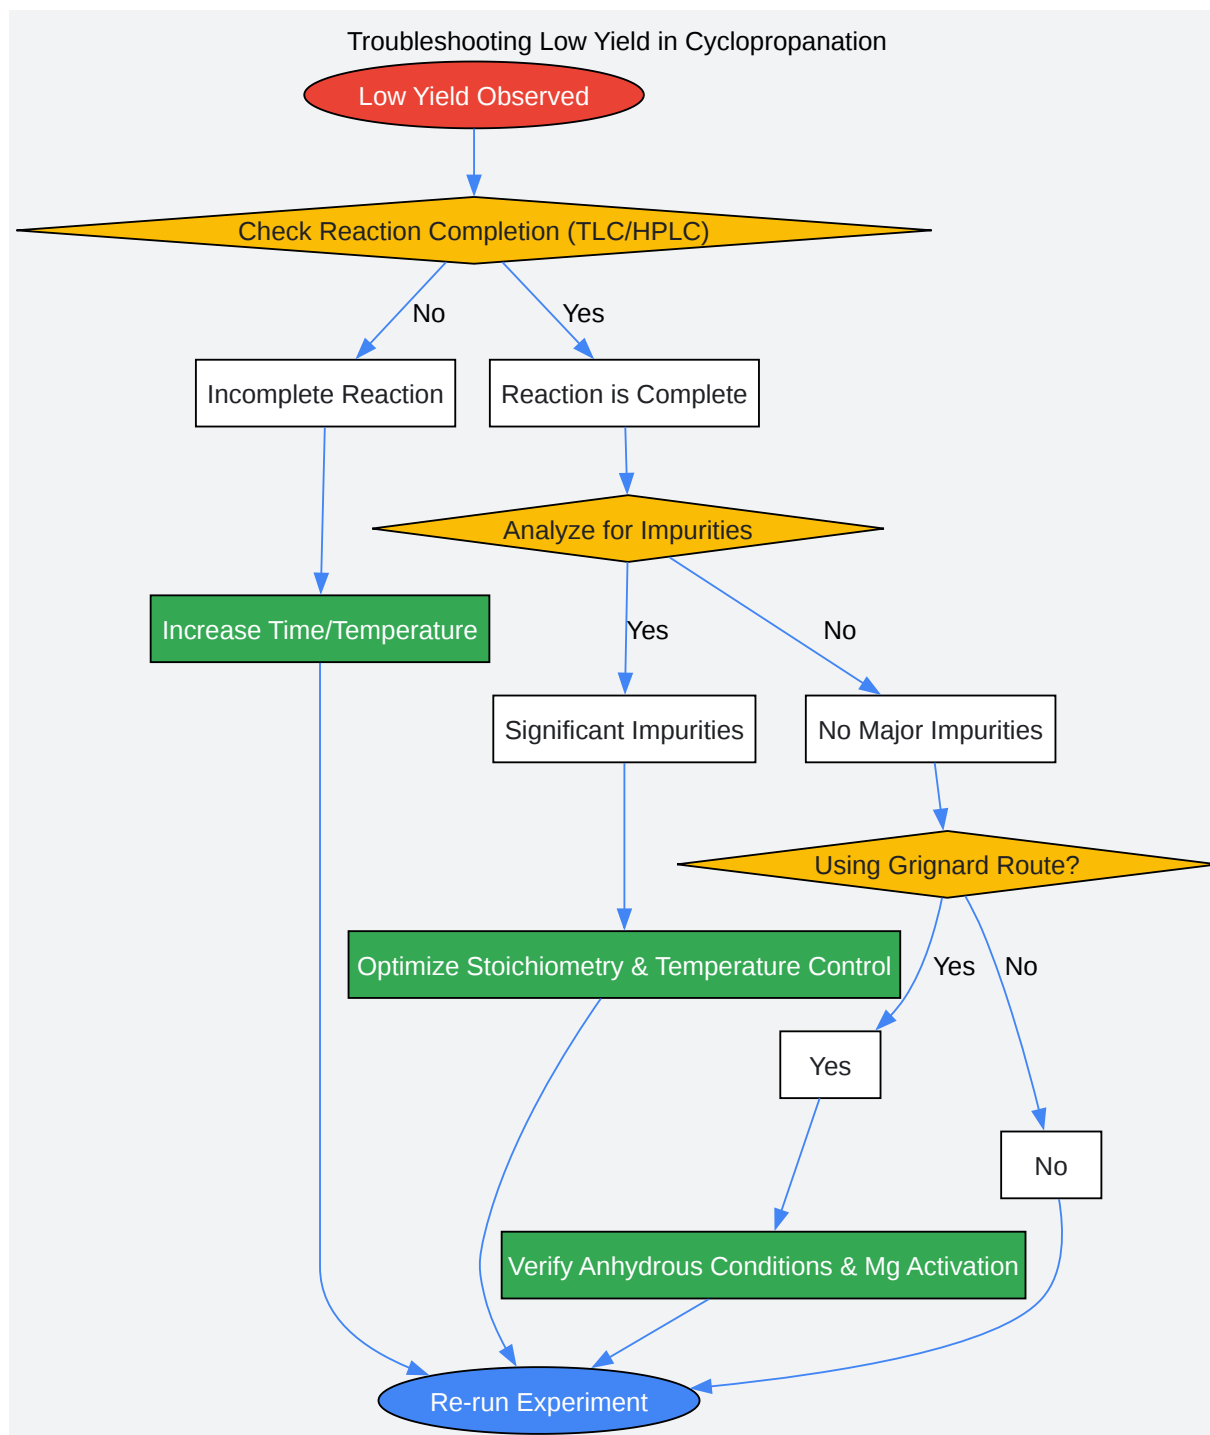 Troubleshooting Low Yield in Cyclopropanation
Low Yield Observed
Check Reaction Completion (TLC/HPLC)
No
Yes
Incomplete Reaction
Reaction is Complete
Analyze for Impurities
Increase Time/Temperature
Yes
No
Significant Impurities
No Major Impurities
Using Grignard Route?
Optimize Stoichiometry & Temperature Control
Yes
No
Yes
No
Verify Anhydrous Conditions & Mg Activation
Re-run Experiment